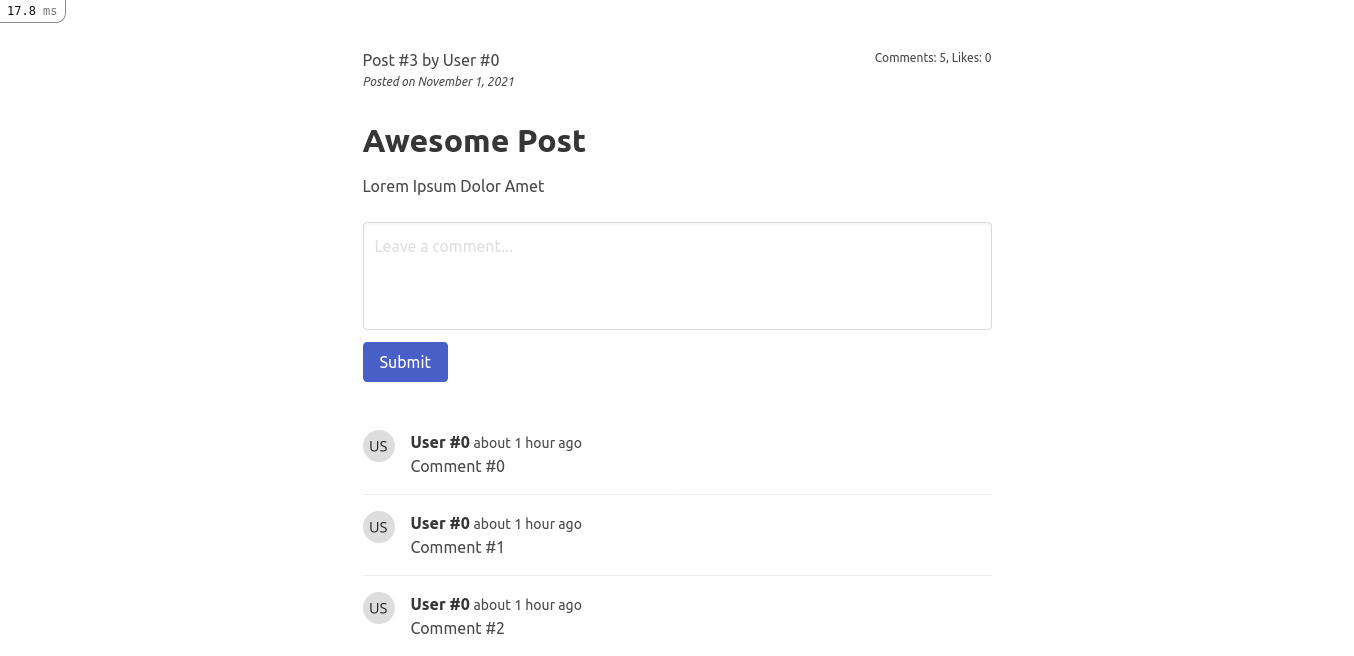 17.8 ms
Post #3 by User #0
Comments: 5, Likes: 0
Posted on November 1, 2021
Awesome Post
Lorem Ipsum Dolor Amet
Leave a comment...
Submit
US
User #0 about 1 hour ago
Comment #0
US
User #0 about 1 hour ago
Comment #1
US
User #0 about 1 hour ago
Comment #2